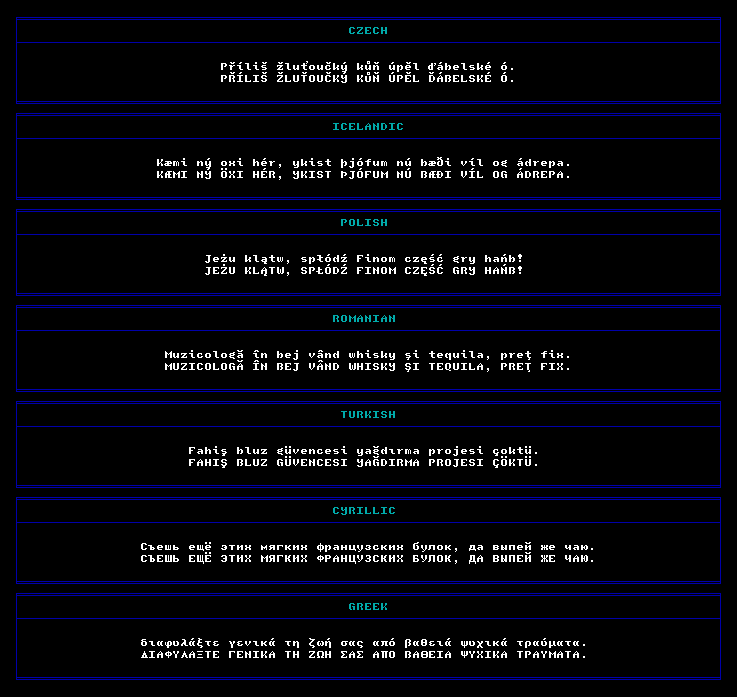 CZECH
Příliš žluťoučký kůň úpěl ďábelské ó.
PŘÍLIŠ ŽLUŤOUČKÝ KŮŇ ÚPĚL ĎÁBELSKÉ Ó.
ICELANDIC
Kæmi ný öxi hér, ykist þjófum nú bæði víl og ádrepa.
KÆMI NÝ ÖXI HÉR, YKIST ÞJÓFUM NÚ BÆÐI VÍL OG ÁDREPA.
POLISH
Jeżu klątw, spłódź Finom część gry hańb!
JEŻU KLĄTW, SPŁÓDŹ FINOM CZĘŚĆ GRY HAŃB!
ROMANIAN
Muzicologă în bej vând whisky şi tequila, preţ fix.
MUZICOLOGĂ ÎN BEJ VÂND WHISKY ŞI TEQUILA, PREŢ FIX.
TURKISH
Fahiş bluz güvencesi yağdırma projesi çöktü.
FAHIŞ BLUZ GÜVENCESI YAĞDIRMA PROJESI ÇÖKTÜ.
CYRILLIC
Съешь ещё этих мягких французских булок, да выпей же чаю.
СЪЕШЬ ЕЩЁ ЭТИХ МЯГКИХ ФРАНЦУЗСКИХ БУЛОК, ДА ВЫПЕЙ ЖЕ ЧАЮ.
GREEK
διαφυλάξτε γενικά τη ζωή σας από βαθειά ψυχικά τραύματα.
ΔΙΑΦΥΛΑΞΤΕ ΓΕΝΙΚΑ ΤΗ ΖΩΗ ΣΑΣ ΑΠΟ ΒΑΘΕΙΑ ΨΥΧΙΚΑ ΤΡΑΥΜΑΤΑ.